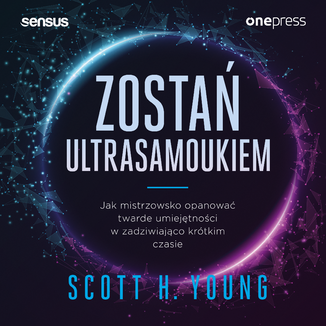 sensus
onepress
ZOSTAŃ
ULTRASAMOUKIEM
Jak mistrzowsko opanować
twarde umiejętności
w zadziwiająco krótkim
czasie
SCOTT H. YOUNG